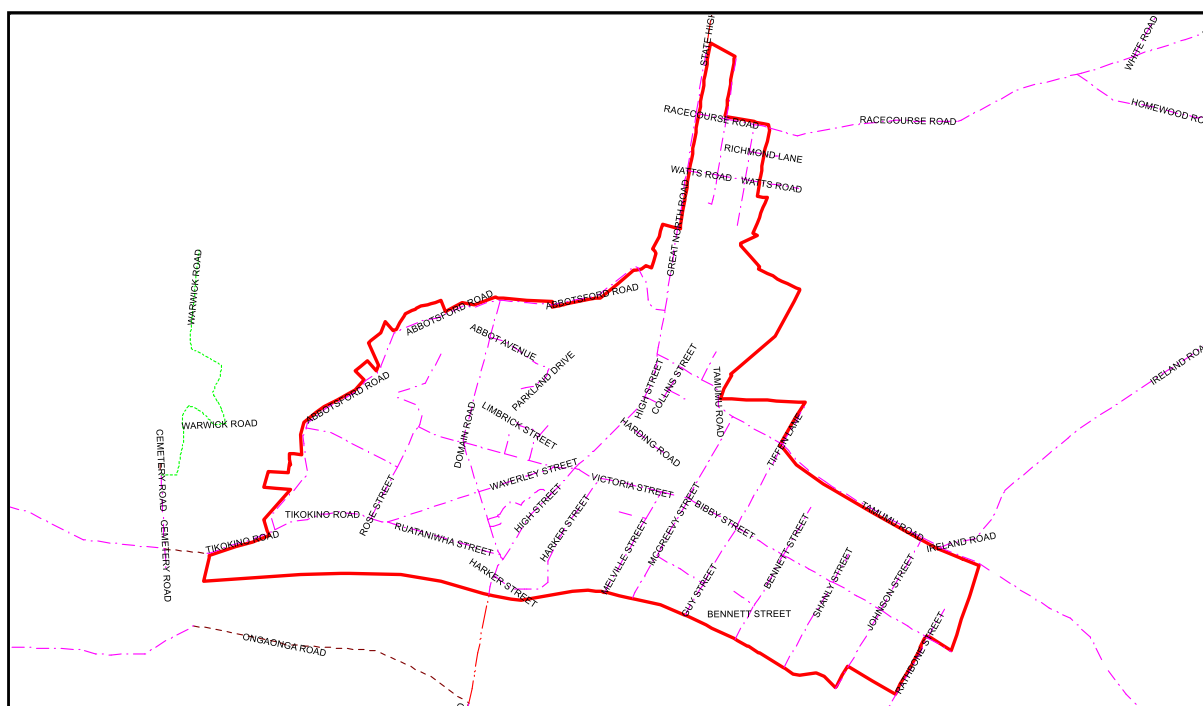 STATE HIGH
WHITE ROAD
RACECOURSE ROAD
RACECOURSE ROAD
HOMEWOOD RO
RICHMOND LANE
WATTS ROAD
WATTS ROAD
GREAT NORTH ROAD
WARWICK ROAD
ABBOTSFORD ROAD
ABBOTSFORD ROAD
ABBOT AVENUE
IRELAND ROA
PARKLAND DRIVE
HIGH STREET
COLLINS STREET
TAMUMU ROAD
ABBOTSFORD ROAD
LIMBRICK STREET
WARWICK ROAD
DOMAIN ROAD
HARDING ROAD
TIFFEN LANE
CEMETERY ROAD
WAVERLEY STREET
VICTORIA STREET
ROSE STREET
HIGH STREET
BIBBY STREET
TAMUMU ROAD
TIKOKINO ROAD
RUATANIWHA STREET
HARKER STREET
MCGREEVY STREET
IRELAND ROAD
TIKOKINO ROAD
CEMETERY ROAD
HARKER STREET
MELVILLE STREET
GUY STREET
BENNETT STREET
BENNETT STREET
SHANLY STREET
JOHNSON STREET
ONGAONGA ROAD
RATHBONE STREET